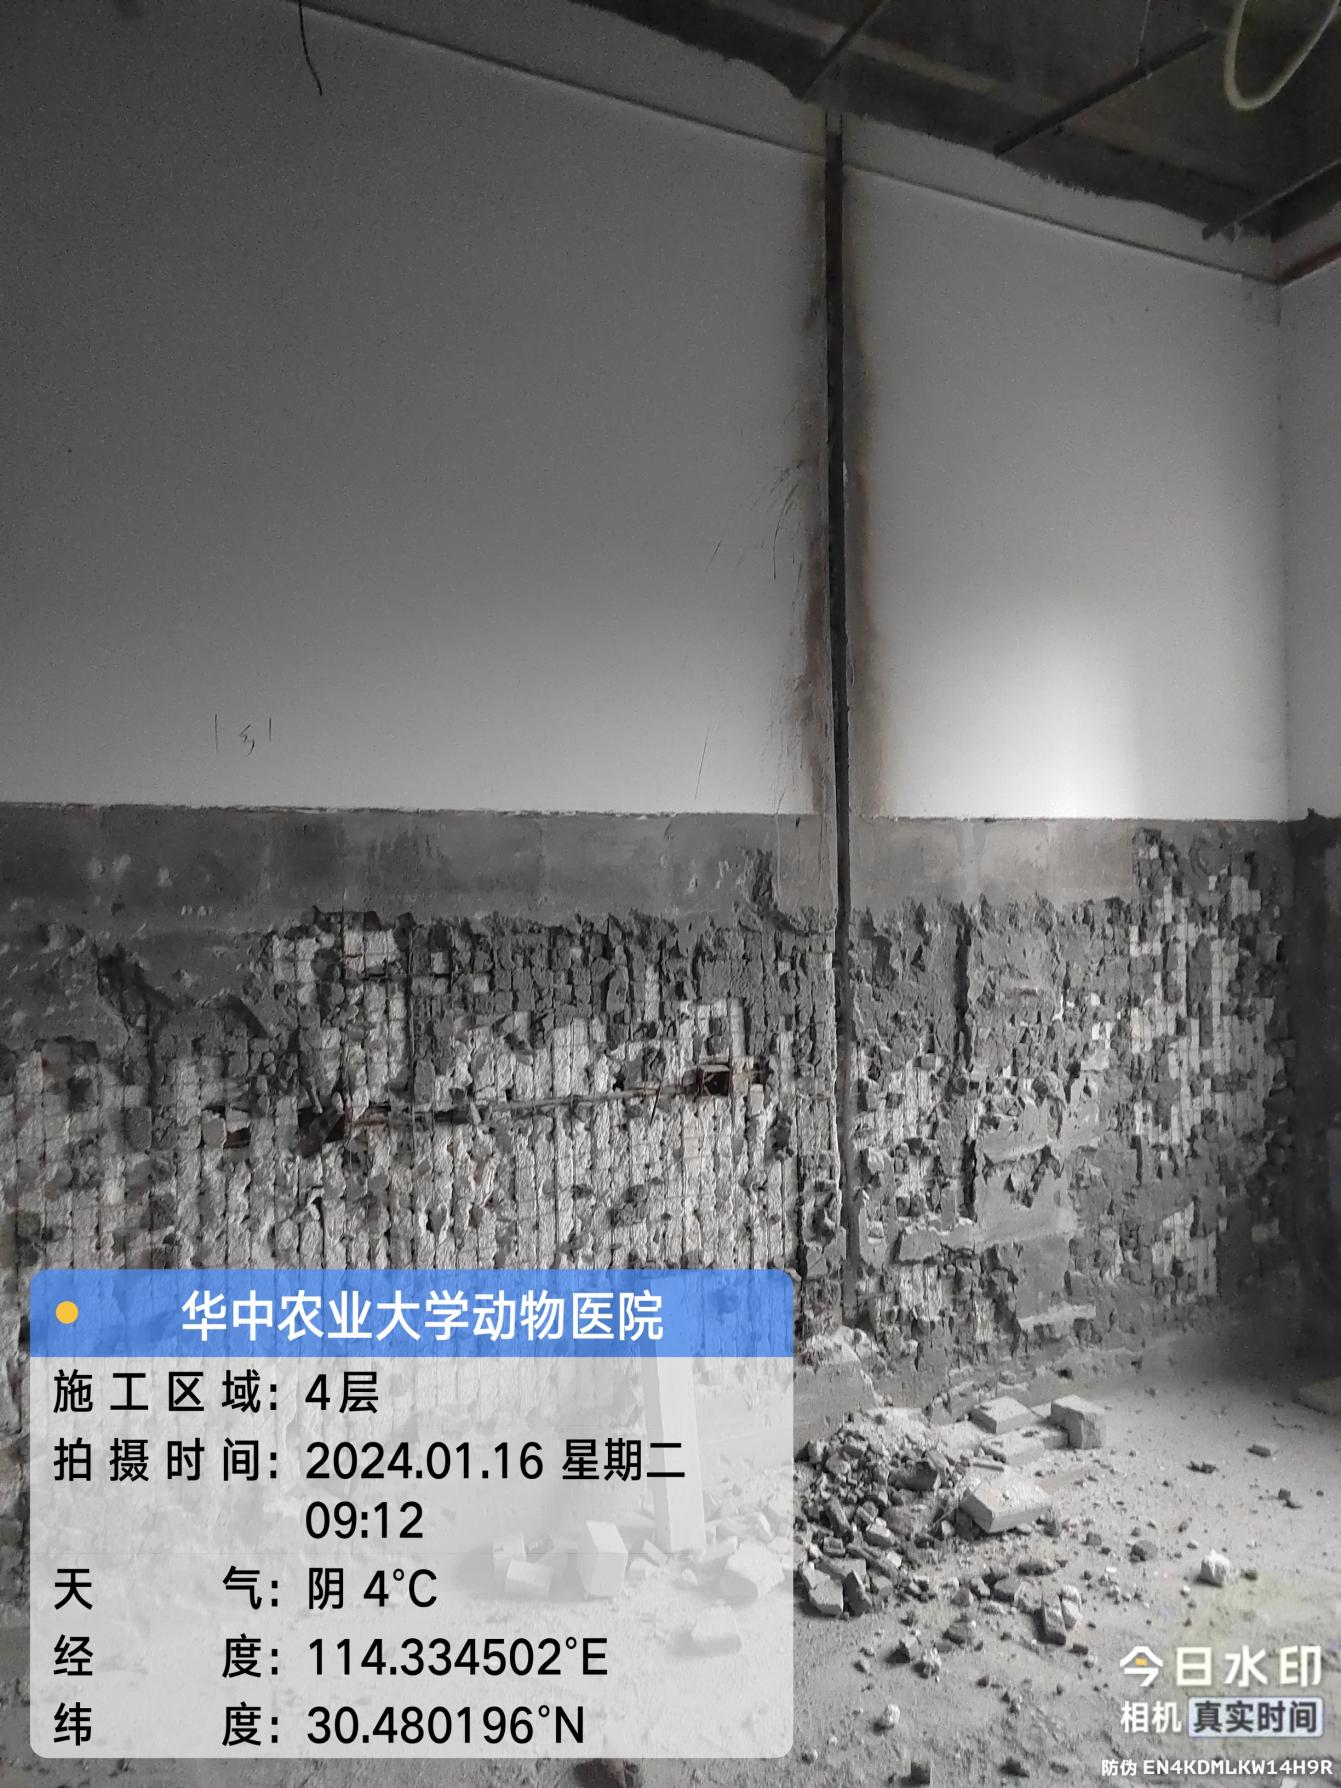 华中农业大学动物医院
施工区域：4层
拍摄时间：2024.01.16 星期二
09:12
天气：阴 4°C
经度：114.334502°E
纬度：30.480196°N
今日水印
相机 真实时间
防伪 EN4KDMLKW14H9R